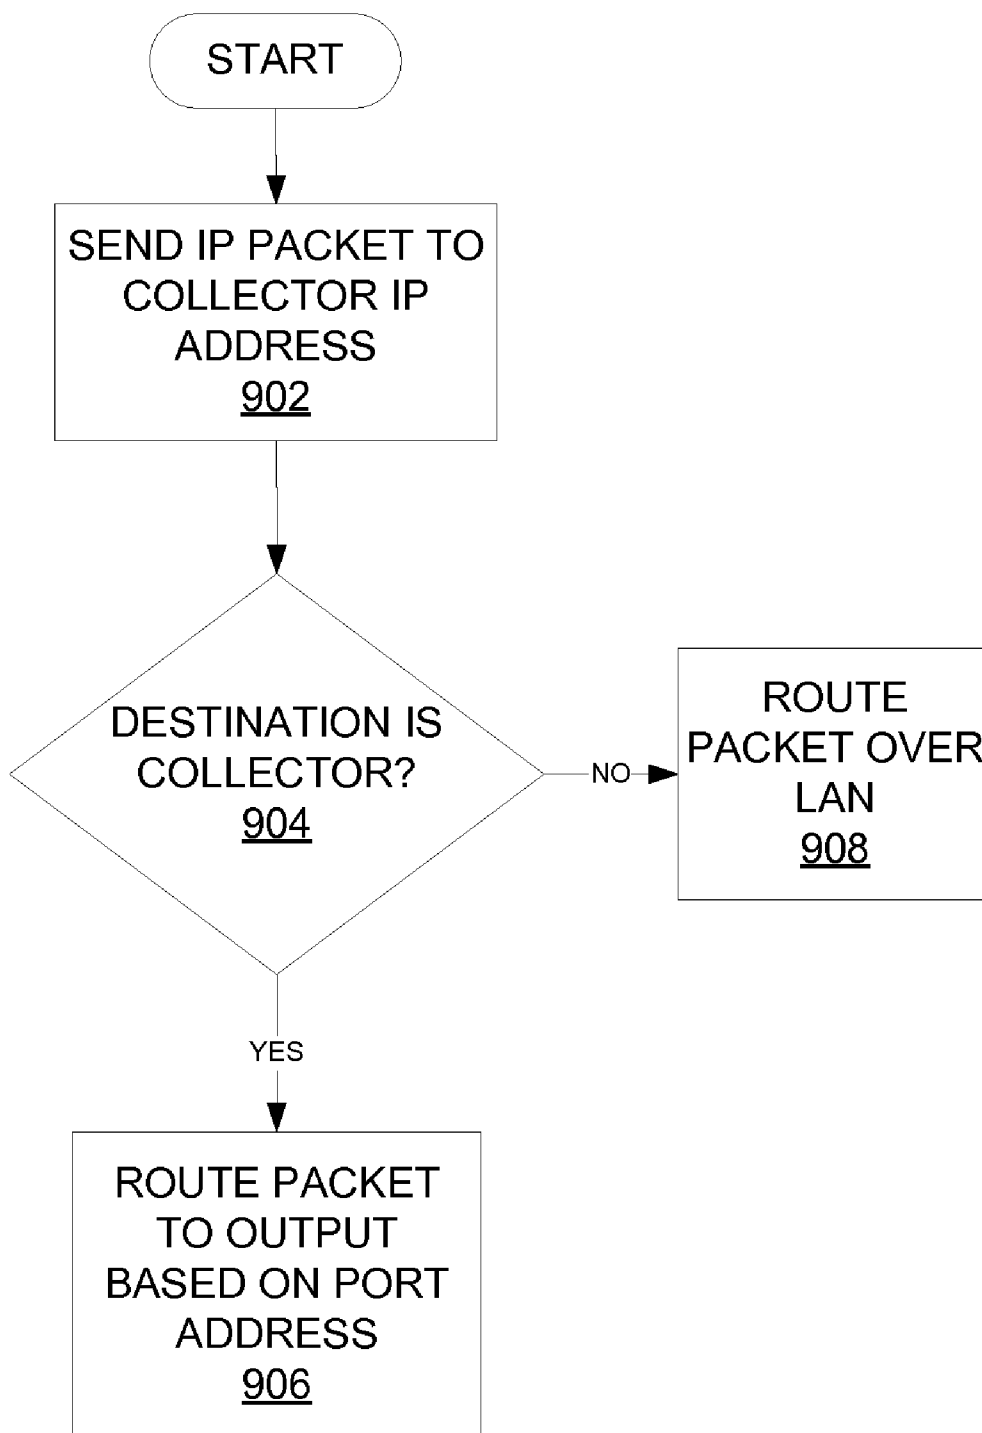 START
SEND IP PACKET TO
COLLECTOR IP
ADDRESS
902
DESTINATION IS
COLLECTOR?
904
NO
ROUTE
PACKET OVER
LAN
908
YES
ROUTE PACKET
TO OUTPUT
BASED ON PORT
ADDRESS
906